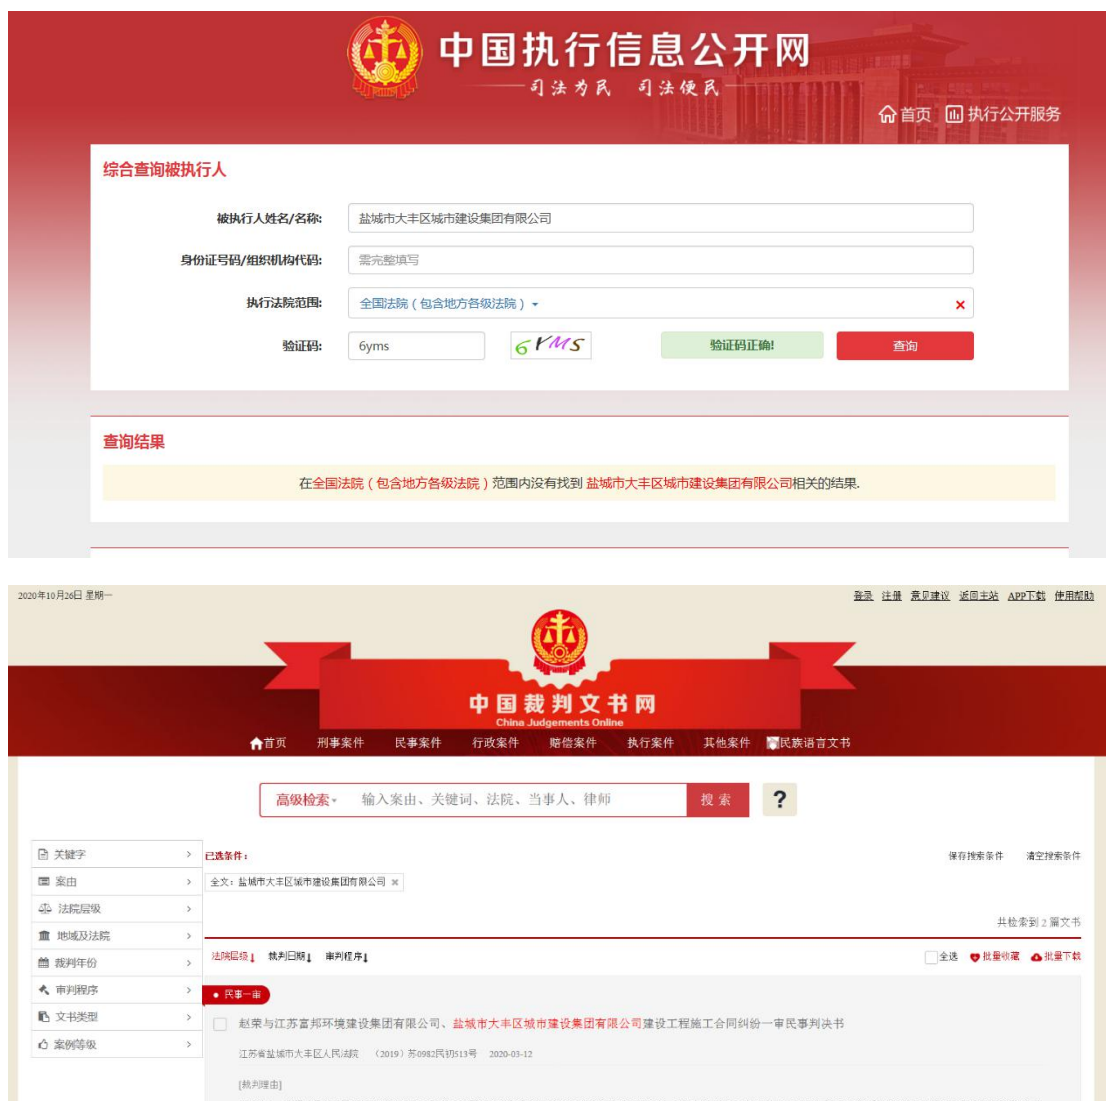 中国执行信息公开网
司法为民 司法便民
首页 执行公开服务
综合查询被执行人
被执行人姓名/名称: 盐城市大丰区城市建设集团有限公司
身份证号码/组织机构代码: 需完整填写
执行法院范围: 全国法院（包含地方各级法院）
验证码: 6yms 6YMS 验证码正确! 查询
查询结果
在全国法院（包含地方各级法院）范围内没有找到 盐城市大丰区城市建设集团有限公司相关的结果.
2020年10月26日 星期一 登录 注册 意见建议 返回主站 APP下载 使用帮助
中国裁判文书网
China Judgements Online
首页 刑事案件 民事案件 行政案件 赔偿案件 执行案件 其他案件 民族语言文书
高级检索 输入案由、关键词、法院、当事人、律师 搜索 ?
关键字 已选条件： 保存搜索条件 清空搜索条件
案由 全文：盐城市大丰区城市建设集团有限公司
法院层级
地域及法院 共检索到 2 篇文书
裁判年份 法院层级 裁判日期 审判程序 全选 批量收藏 批量下载
审判程序 民事一审
文书类型 赵荣与江苏富邦环境建设集团有限公司、盐城市大丰区城市建设集团有限公司建设工程施工合同纠纷一审民事判决书
案例等级 江苏省盐城市大丰区人民法院 （2019）苏0982民初513号 2020-03-12
[裁判理由]